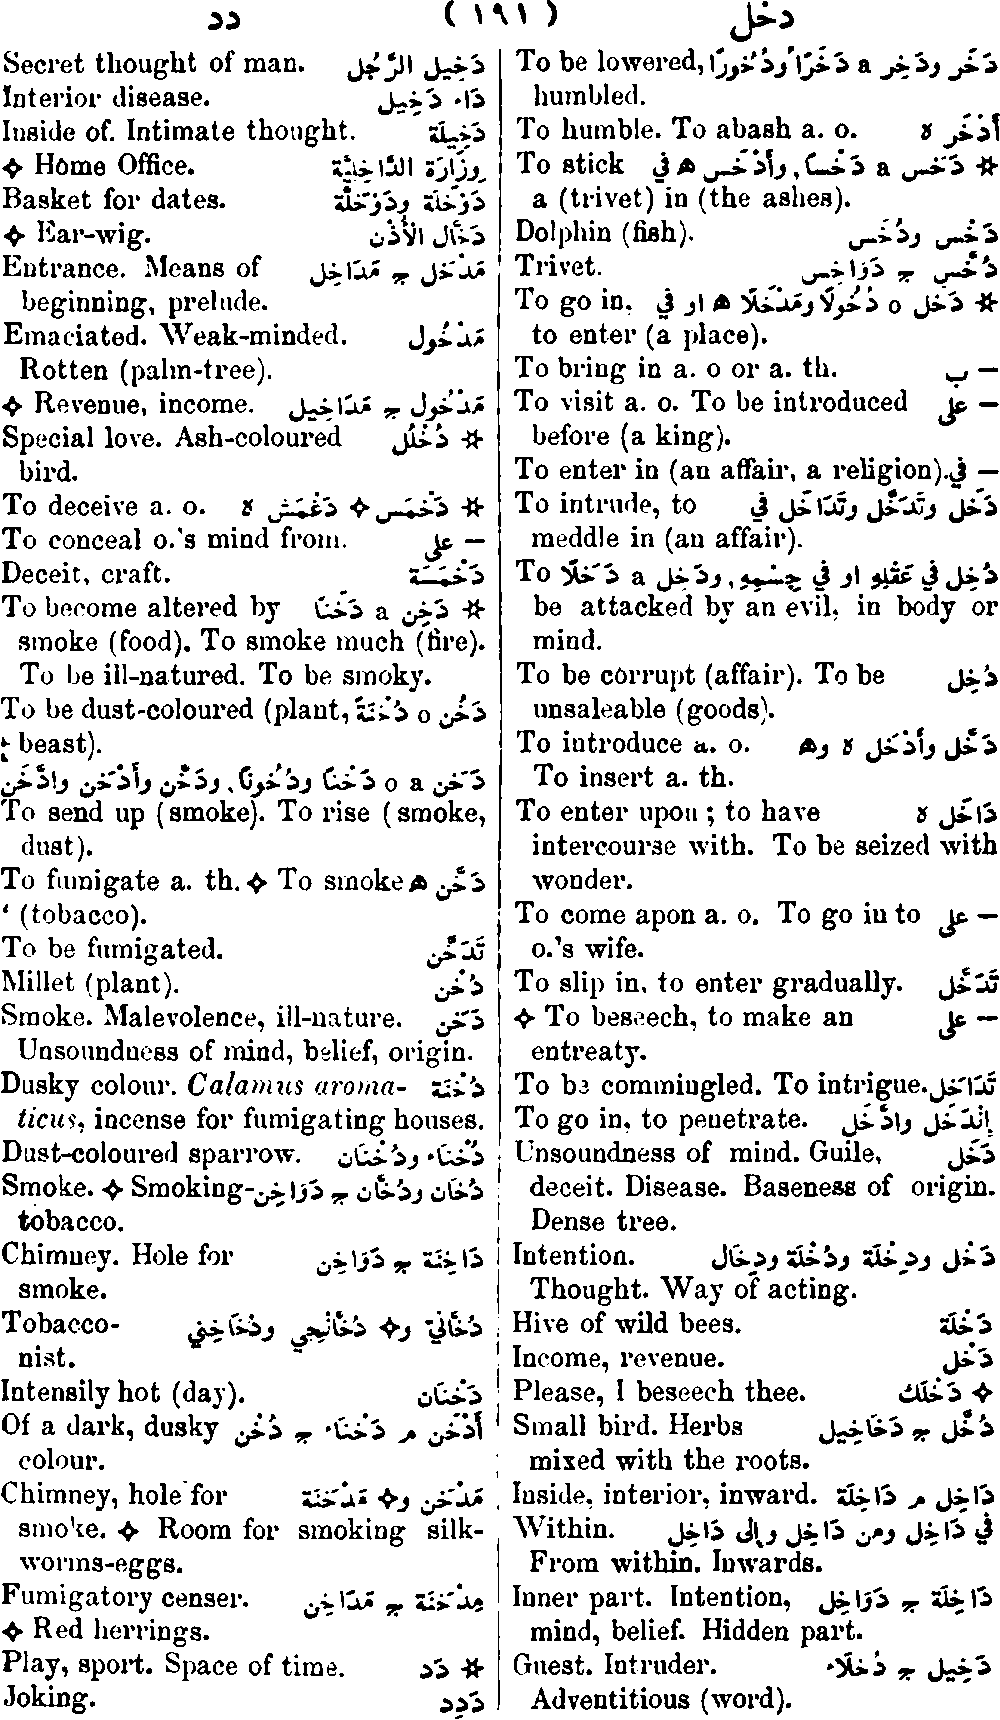 دخل ( ١٩١ ) دد
To be lowered, دَخَر ودَخِر a دَخَرًا ودُخُورًا
humbled.
To humble. To abash a. o. أَدْخَر ه
To stick ✲ دَخَس a دَخْسًا, وأَدْخَس ه في
a (trivet) in (the ashes).
Dolphin (fish). دَخْس ودُخَس
Trivet. دُخَّس ج دَوَاخِس
To go in, ✲ دَخَل o دُخُولًا ومَدْخَلًا ه او في
to enter (a place).
To bring in a. o or a. th. — ب
To visit a. o. To be introduced — على
before (a king).
To enter in (an affair, a religion). — في
To intrude, to دَخَل وتَدَخَّل وتَدَاخَل في
meddle in (an affair).
To دُخِل في عَقْلِهِ او في جِسْمِهِ, ودَخِل a دَخَلًا
be attacked by an evil, in body or
mind.
To be corrupt (affair). To be دُخِل
unsaleable (goods).
To introduce a. o. دَخَّل وأَدْخَل ه وه
To insert a. th.
To enter upon ; to have دَاخَل ه
intercourse with. To be seized with
wonder.
To come apon a. o. To go in to — على
o.'s wife.
To slip in, to enter gradually. تَدَخَّل
❖ To beseech, to make an — على
entreaty.
To be commingled. To intrigue. تَدَاخَل
To go in, to penetrate. إِنْدَخَل وادَّخَل
Unsoundness of mind. Guile, دَخَل
deceit. Disease. Baseness of origin.
Dense tree.
Intention. دَخْل ودِخْلَة ودُخْلَة ودِخَال
Thought. Way of acting.
Hive of wild bees. دَخْلَة
Income, revenue. دَخْل
Please, I beseech thee. ❖ دَخْلَك
Small bird. Herbs دُخَّل ج دَخَاخِيل
mixed with the roots.
Inside, interior, inward. دَاخِل م دَاخِلَة
Within. في دَاخِل ومن دَاخِل وإلى دَاخِل
From within. Inwards.
Inner part. Intention, دَاخِلَة ج دَوَاخِل
mind, belief. Hidden part.
Guest. Intruder. دَخِيل ج دُخَلَاء
Adventitious (word).
Secret thought of man. دَخِيل الرَّجُل
Interior disease. دَاء دَخِيل
Inside of. Intimate thought. دَخِيلَة
❖ Home Office. وِزَارَة الدَّاخِلِيَّة
Basket for dates. دَوْخَلَة ودَوْخَلَّة
❖ Ear-wig. دَخَّال الأُذْن
Entrance. Means of مَدْخَل ج مَدَاخِل
beginning, prelude.
Emaciated. Weak-minded. مَدْخُول
Rotten (palm-tree).
❖ Revenue, income. مَدْخُول ج مَدَاخِيل
Special love. Ash-coloured ✲ دُخْلُل
bird.
To deceive a. o. ✲ دَخْمَس ❖ دَغْمَش ه
To conceal o.'s mind from. — على
Deceit, craft. دَخْمَسَة
To become altered by ✲ دَخِن a دَخَنًا
smoke (food). To smoke much (fire).
To be ill-natured. To be smoky.
To be dust-coloured (plant, دَخُن o دُخْنَة
beast).
دَخَن o a دَخْنًا ودُخُونًا, ودَخَّن وأَدْخَن وادَّخَن
To send up (smoke). To rise (smoke,
dust).
To fumigate a. th. ❖ To smoke دَخَّن ه
(tobacco).
To be fumigated. تَدَخَّن
Millet (plant). دُخْن
Smoke. Malevolence, ill-nature. دَخَن
Unsoundness of mind, belief, origin.
Dusky colour. Calamus aroma- دُخْنَة
ticus, incense for fumigating houses.
Dust-coloured sparrow. دُخْنَاء ودُخْنَان
Smoke. ❖ Smoking- دُخَان ودُخَّان ج دَوَاخِن
tobacco.
Chimney. Hole for دَاخِنَة ج دَوَاخِن
smoke.
Tobacco- دُخَّانِيّ و❖ دُخَّانْجِي ودُخَاخِنِي
nist.
Intensily hot (day). دَخْنَان
Of a dark, dusky أَدْخَن م دَخْنَاء ج دُخْن
colour.
Chimney, hole for مَدْخَن و❖ مَدْخَنَة
smoke. ❖ Room for smoking silk-
worms-eggs.
Fumigatory censer. مِدْخَنَة ج مَدَاخِن
❖ Red herrings.
Play, sport. Space of time. ✲ دَد
Joking. دَدِد